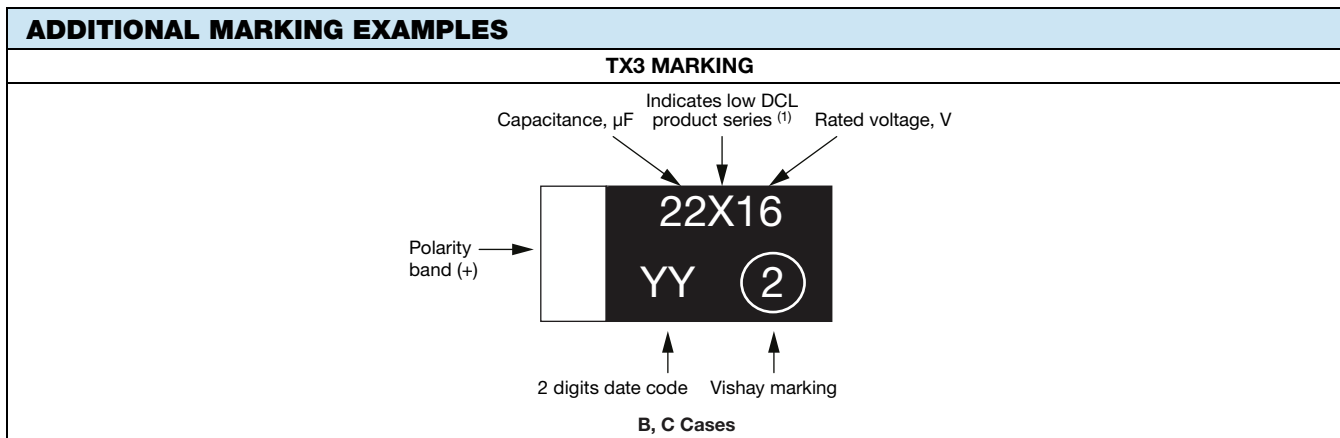 ADDITIONAL MARKING EXAMPLES
TX3 MARKING
Capacitance, μF
Indicates low DCL
product series (1)
Rated voltage, V
22X16
Polarity
band (+)
YY
2
2 digits date code
Vishay marking
B, C Cases